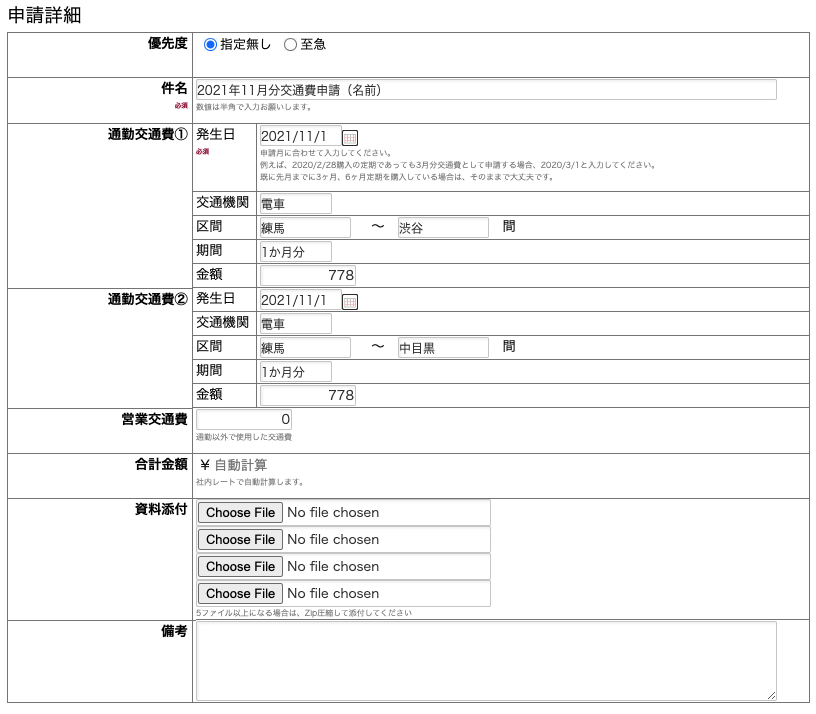 申請詳細
優先度 指定無し 至急
件名 2021年11月分交通費申請（名前）
必須 数値は半角で入力お願いします。
通勤交通費① 発生日 2021/11/1
必須 申請月に合わせて入力してください。
例えば、2020/2/28購入の定期であっても3月分交通費として申請する場合、2020/3/1と入力してください。
既に先月までに3ヶ月、6ヶ月定期を購入している場合は、そのままで大丈夫です。
交通機関 電車
区間 練馬 〜 渋谷 間
期間 1か月分
金額 778
通勤交通費② 発生日 2021/11/1
交通機関 電車
区間 練馬 〜 中目黒 間
期間 1か月分
金額 778
営業交通費 0
通勤以外で使用した交通費
合計金額 ¥ 自動計算
社内レートで自動計算します。
資料添付 Choose File No file chosen
Choose File No file chosen
Choose File No file chosen
Choose File No file chosen
5ファイル以上になる場合は、Zip圧縮して添付してください
備考